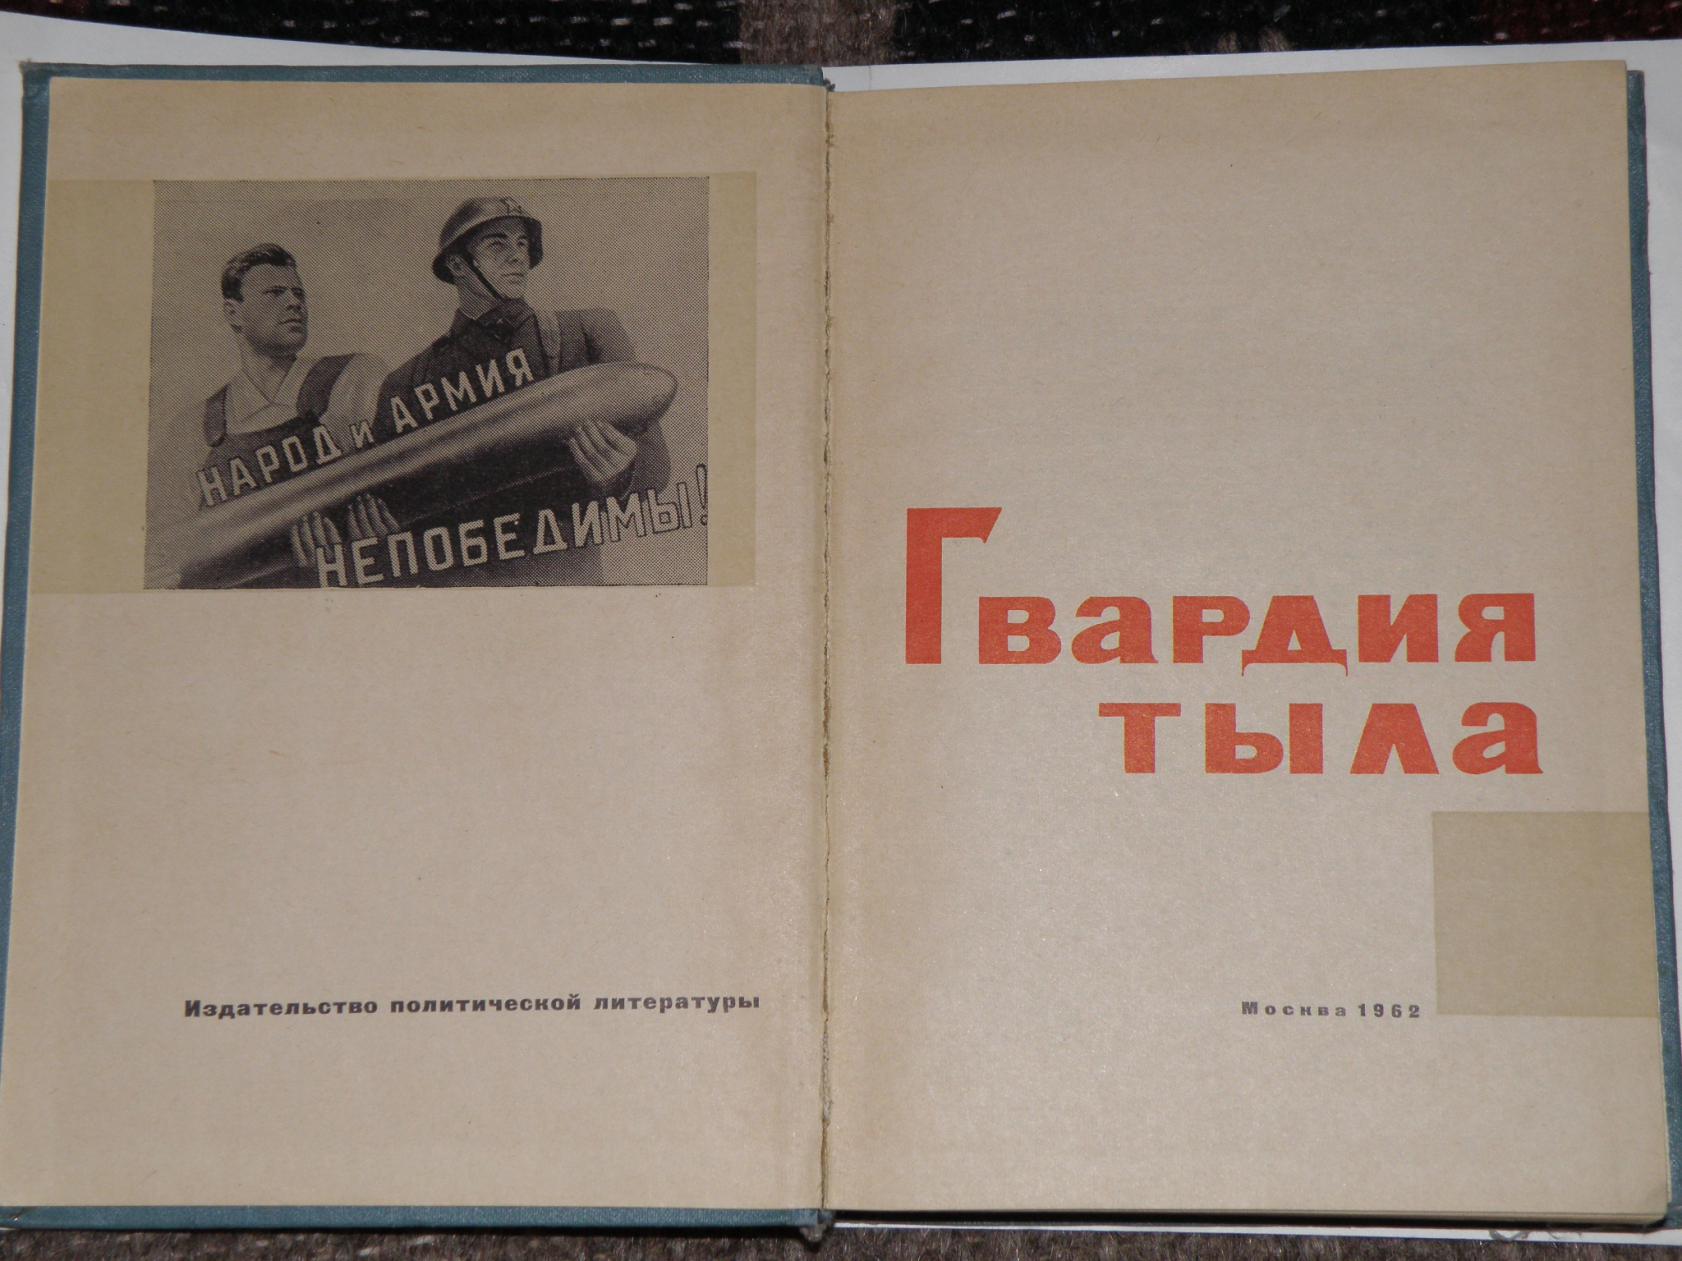 НАРОД и АРМИЯ
НЕПОБЕДИМЫ!
Издательство политической литературы
Гвардия
тыла
Москва 1962